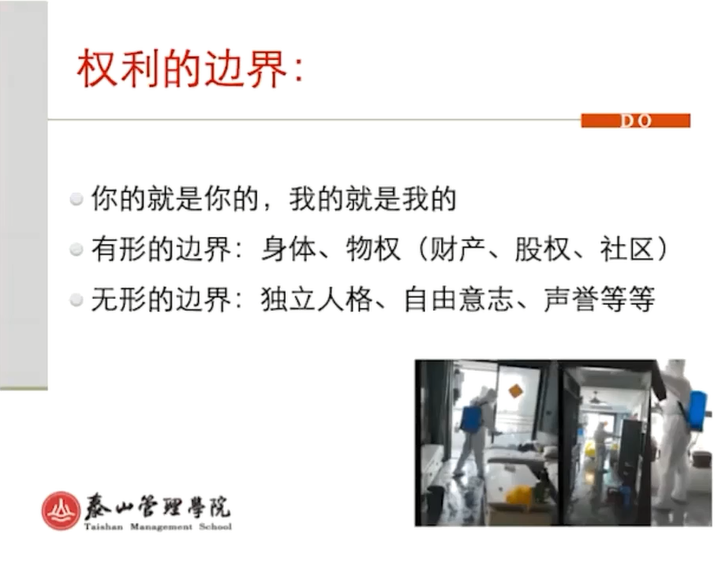 权利的边界：
DO
你的就是你的，我的就是我的
有形的边界：身体、物权（财产、股权、社区）
无形的边界：独立人格、自由意志、声誉等等
泰山管理學院
Taishan Management School